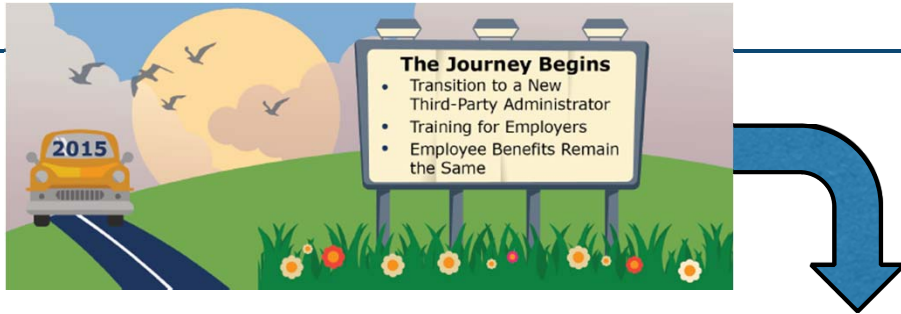 2015
The Journey Begins
• Transition to a New
Third-Party Administrator
• Training for Employers
• Employee Benefits Remain
the Same